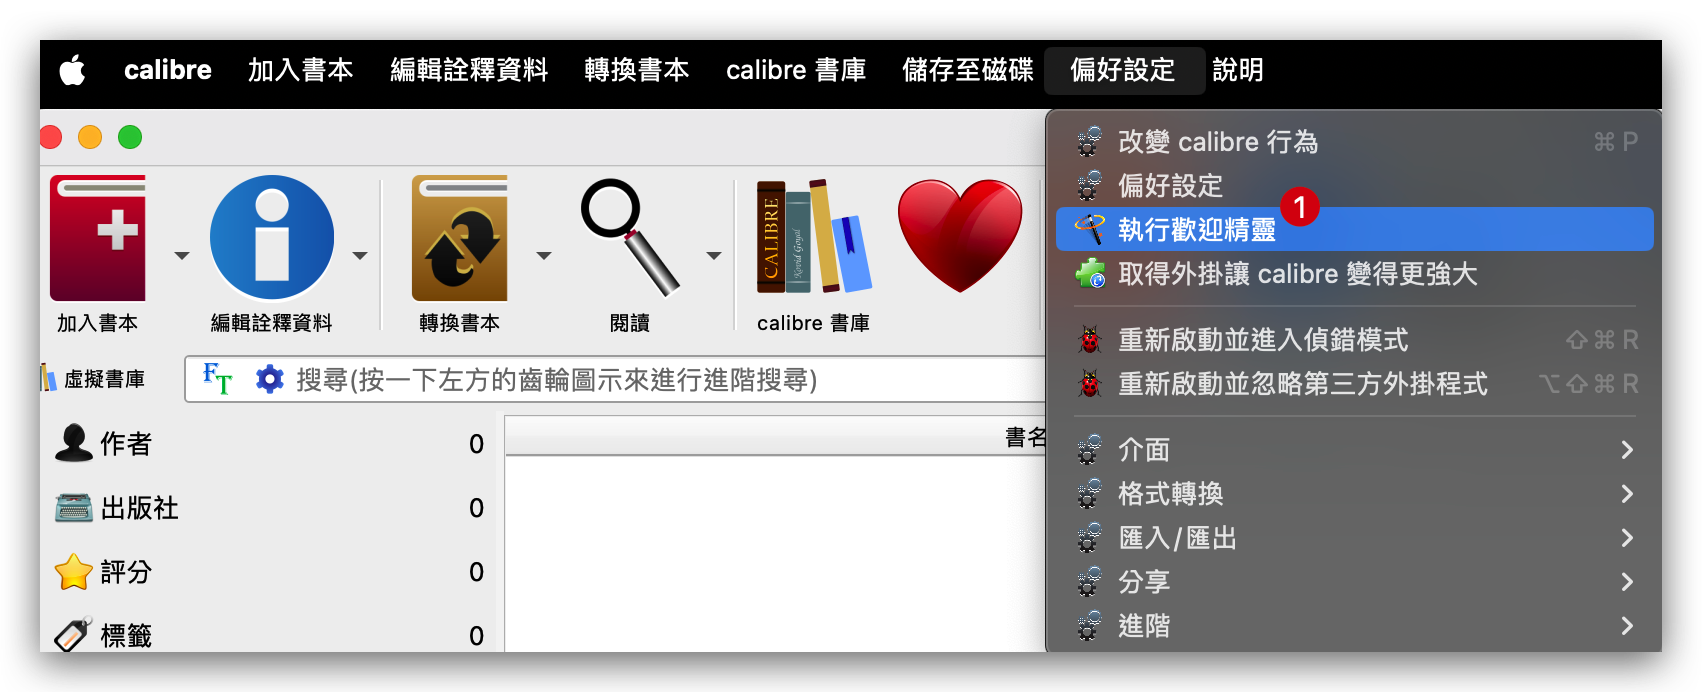 calibre 加入書本 編輯詮釋資料 轉換書本 calibre 書庫 儲存至磁碟 偏好設定 說明
改變 calibre 行為 ⌘ P
偏好設定
1
執行歡迎精靈
取得外掛讓 calibre 變得更強大
重新啟動並進入偵錯模式 ⇧⌘R
重新啟動並忽略第三方外掛程式 ⌥⇧⌘R
介面
格式轉換
匯入/匯出
分享
進階
CALIBRE
Kovid Goyal
加入書本 編輯詮釋資料 轉換書本 閱讀 calibre 書庫
虛擬書庫 FT 搜尋(按一下左方的齒輪圖示來進行進階搜尋)
書名
作者 0
出版社 0
評分 0
標籤 0